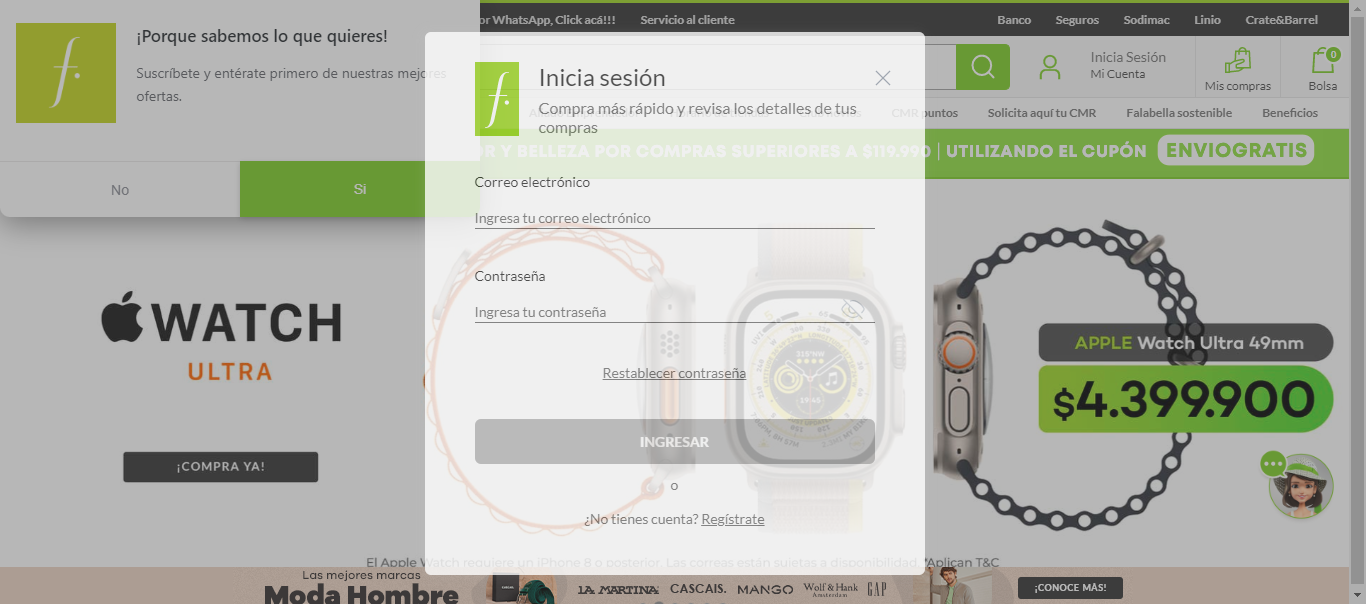 ¡Porque sabemos lo que quieres!
Suscríbete y entérate primero de nuestras mejores
ofertas.
No
Si
or WhatsApp, Click acá!!!
Servicio al cliente
Banco
Seguros
Sodimac
Linio
Crate&Barrel
Inicia Sesión
Mi Cuenta
Mis compras
0
Bolsa
CMR puntos
Solicita aquí tu CMR
Falabella sostenible
Beneficios
OR Y BELLEZA POR COMPRAS SUPERIORES A $119.990 | UTILIZANDO EL CUPÓN ENVIOGRATIS
Inicia sesión
Compra más rápido y revisa los detalles de tus
compras
Correo electrónico
Ingresa tu correo electrónico
Contraseña
Ingresa tu contraseña
Restablecer contraseña
INGRESAR
o
¿No tienes cuenta? Regístrate
WATCH
ULTRA
¡COMPRA YA!
APPLE Watch Ultra 49mm
$4.399.900
El Apple Watch requiere un iPhone 8 o posterior. Las correas están sujetas a disponibilidad. *Aplican T&C
Las mejores marcas
Moda Hombre
LA MARTINA.
CASCAIS.
MANGO
Wolf & Hank
Amsterdam
GAP
¡CONOCE MÁS!